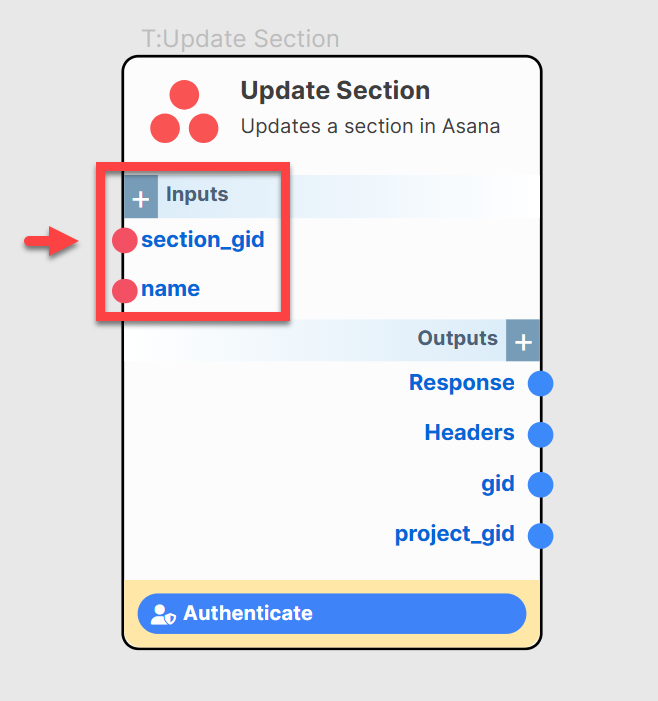 T:Update Section
Update Section
Updates a section in Asana
+ Inputs
section_gid
name
Outputs +
Response
Headers
gid
project_gid
Authenticate